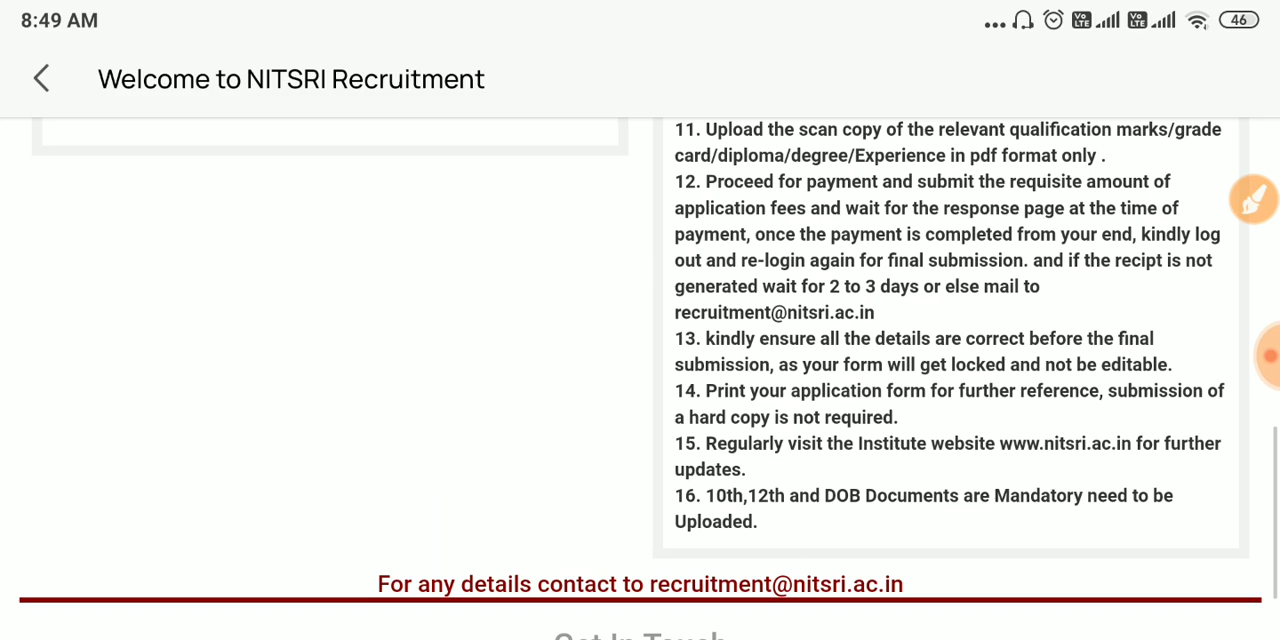 8:49 AM
Vo LTE Vo LTE 46
Welcome to NITSRI Recruitment
11. Upload the scan copy of the relevant qualification marks/grade
card/diploma/degree/Experience in pdf format only .
12. Proceed for payment and submit the requisite amount of
application fees and wait for the response page at the time of
payment, once the payment is completed from your end, kindly log
out and re-login again for final submission. and if the recipt is not
generated wait for 2 to 3 days or else mail to
recruitment@nitsri.ac.in
13. kindly ensure all the details are correct before the final
submission, as your form will get locked and not be editable.
14. Print your application form for further reference, submission of
a hard copy is not required.
15. Regularly visit the Institute website www.nitsri.ac.in for further
updates.
16. 10th,12th and DOB Documents are Mandatory need to be
Uploaded.
For any details contact to recruitment@nitsri.ac.in
Get In Touch